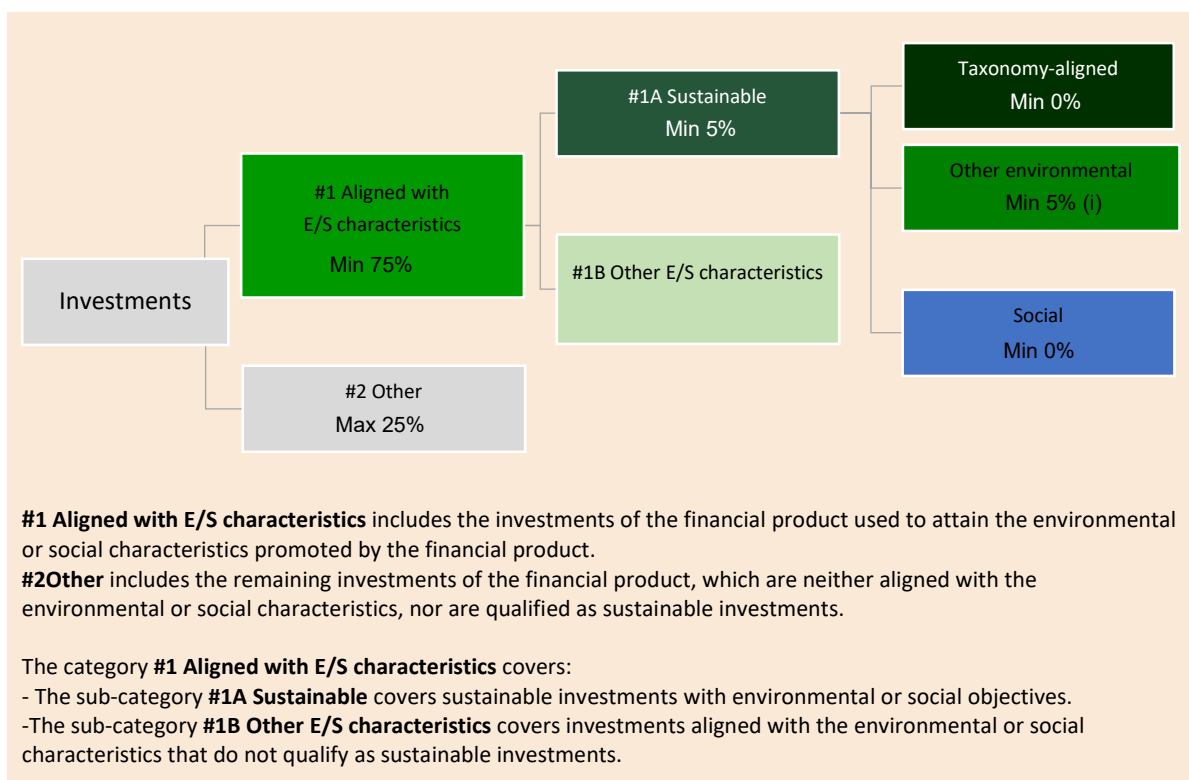 Investments
#1 Aligned with
E/S characteristics
Min 75%
#2 Other
Max 25%
#1A Sustainable
Min 5%
#1B Other E/S characteristics
Taxonomy-aligned
Min 0%
Other environmental
Min 5% (i)
Social
Min 0%
#1 Aligned with E/S characteristics includes the investments of the financial product used to attain the environmental
or social characteristics promoted by the financial product.
#2Other includes the remaining investments of the financial product, which are neither aligned with the
environmental or social characteristics, nor are qualified as sustainable investments.
The category #1 Aligned with E/S characteristics covers:
- The sub-category #1A Sustainable covers sustainable investments with environmental or social objectives.
-The sub-category #1B Other E/S characteristics covers investments aligned with the environmental or social
characteristics that do not qualify as sustainable investments.